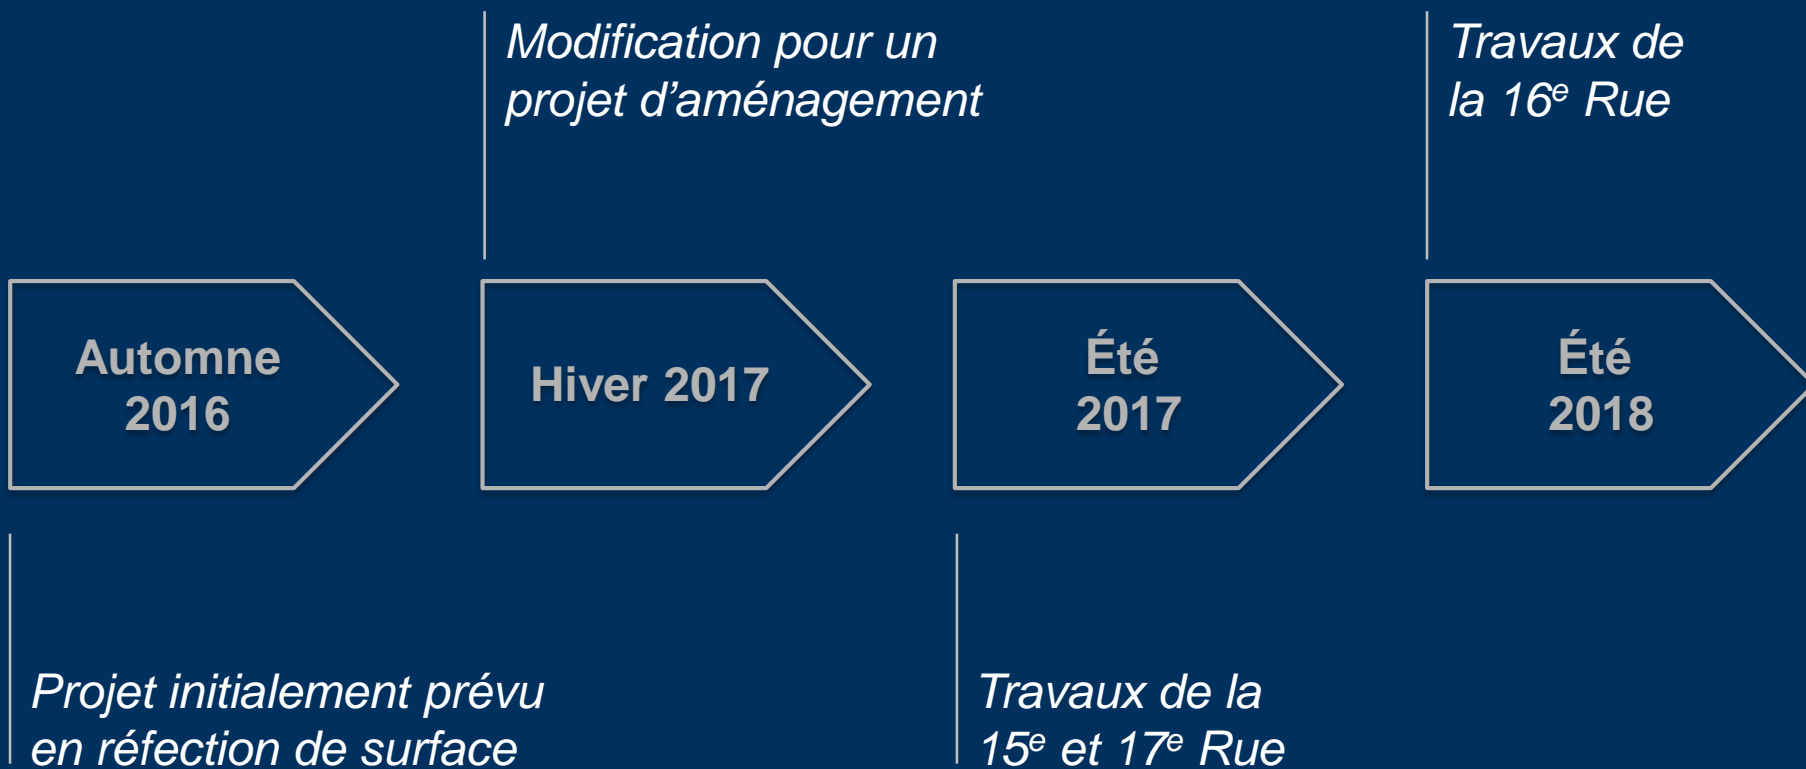 Modification pour un
projet d’aménagement
Travaux de
la 16e Rue
Automne
2016
Hiver 2017
Été
2017
Été
2018
Projet initialement prévu
en réfection de surface
Travaux de la
15e et 17e Rue